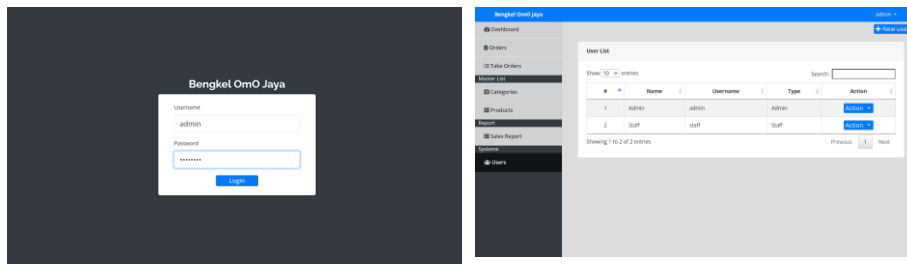 Bengkel OmO Jaya
Username
admin
Password
Login
Bengkel OmO Jaya
admin
Dashboard
Orders
Take Orders
Master List
Categories
Products
Report
Sales Report
Systems
Users
+ New use
User List
Show 10 entries
Search:
# Name Username Type Action
1 Admin admin Admin Action
2 Staff staff Staff Action
Showing 1 to 2 of 2 entries
Previous 1 Next